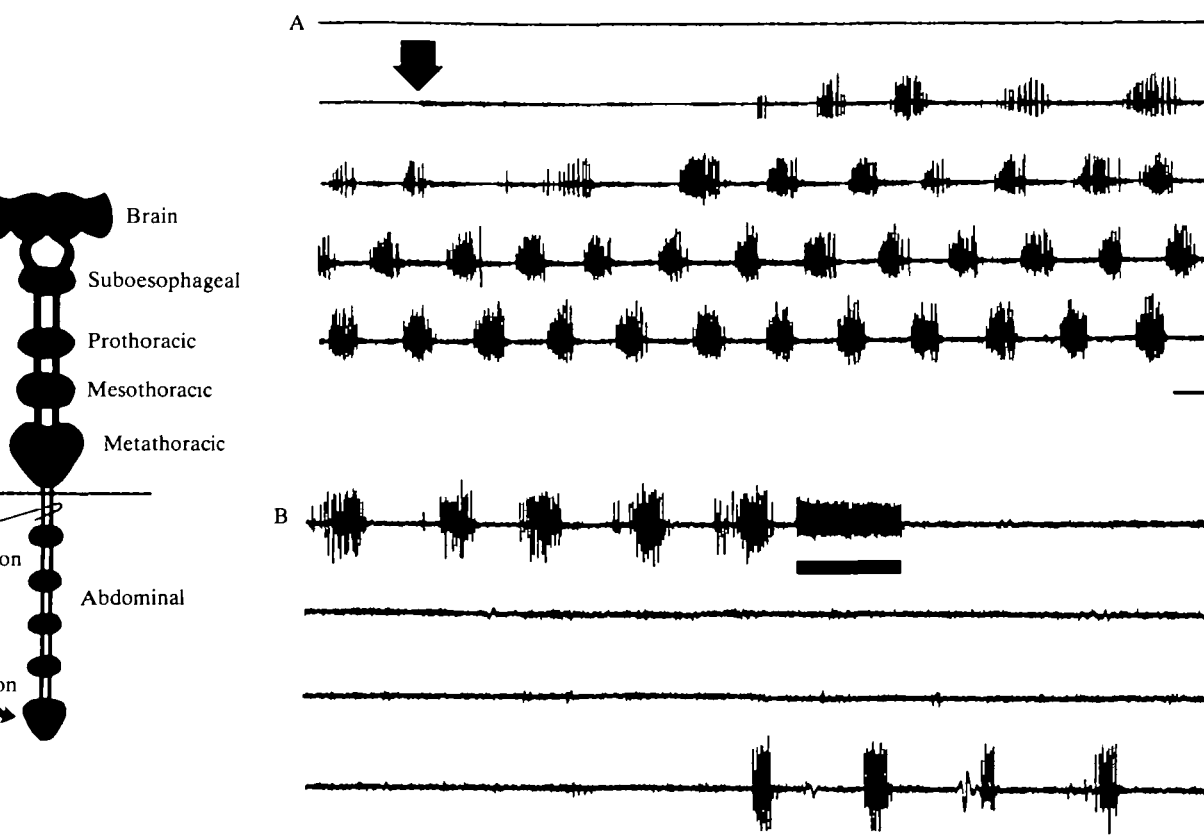 A
Brain
Suboesophageal
Prothoracic
Mesothoracic
Metathoracic
B
on
Abdominal
on